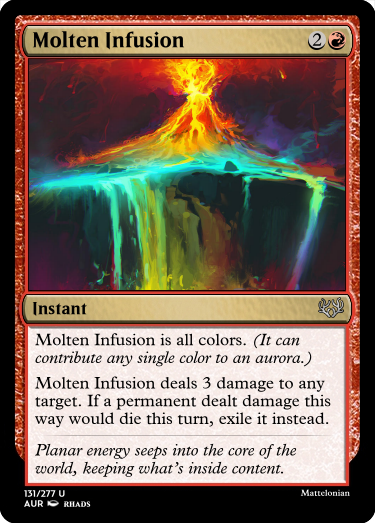 Molten Infusion 2
Instant
Molten Infusion is all colors. (It can
contribute any single color to an aurora.)
Molten Infusion deals 3 damage to any
target. If a permanent dealt damage this
way would die this turn, exile it instead.
Planar energy seeps into the core of the
world, keeping what's inside content.
131/277 U Mattelonian
AUR RHADS